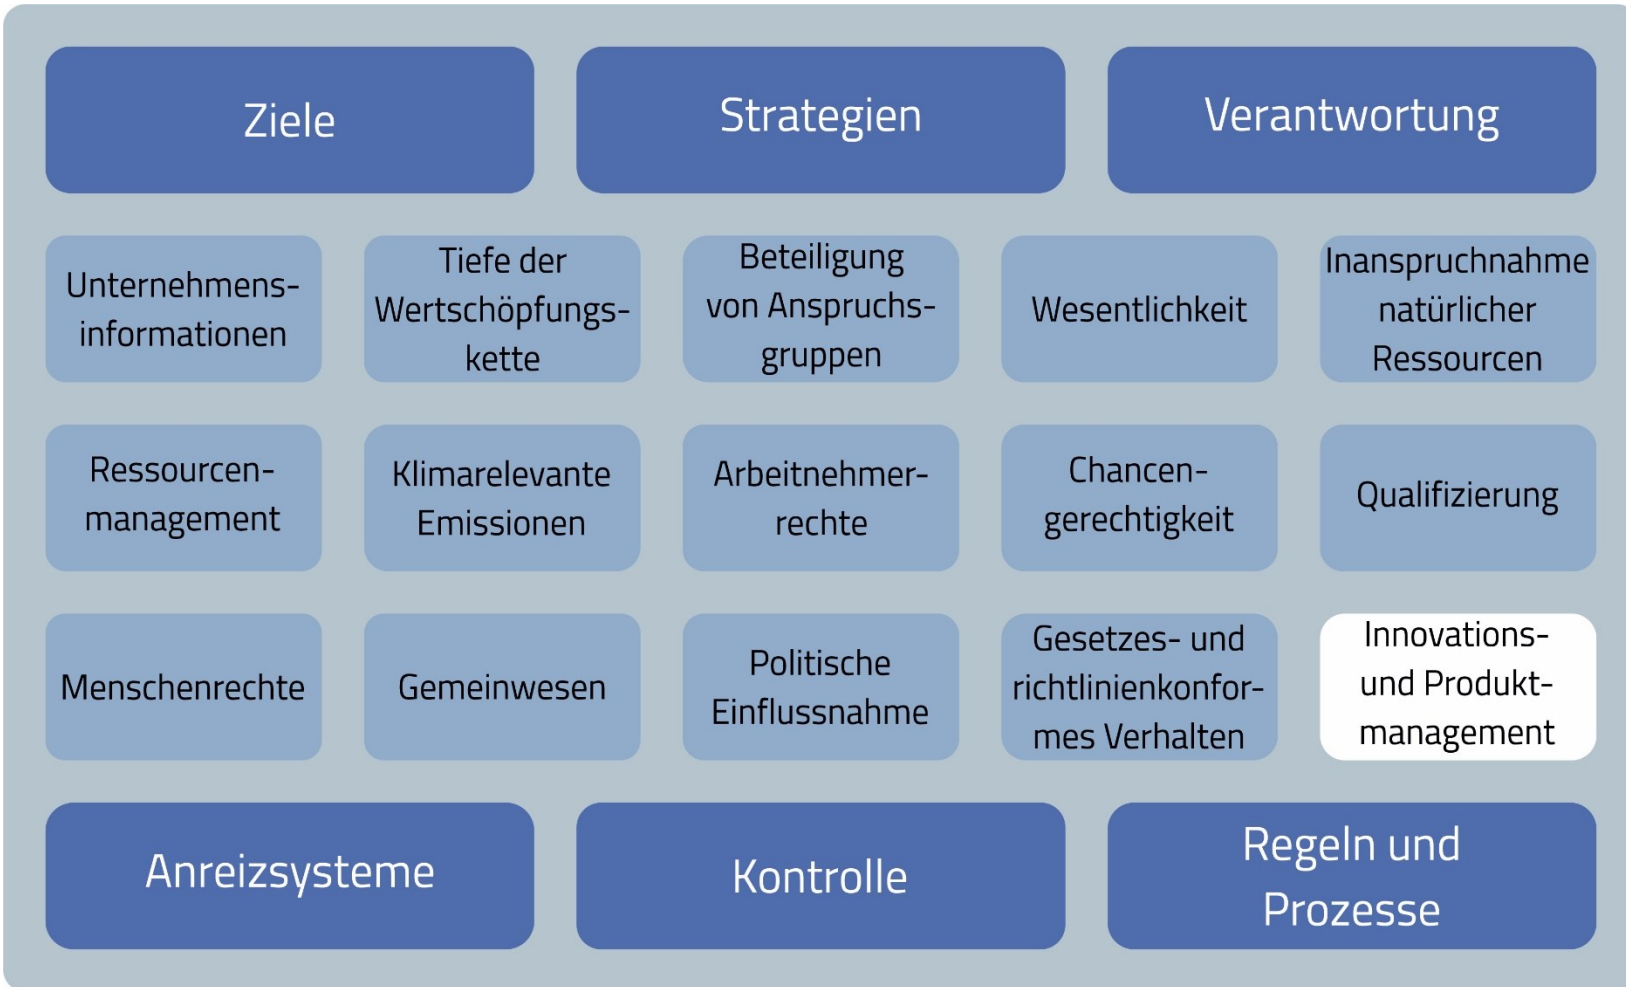 Ziele
Strategien
Verantwortung
Unternehmens-
informationen
Tiefe der
Wertschöpfungs-
kette
Beteiligung
von Anspruchs-
gruppen
Wesentlichkeit
Inanspruchnahme
natürlicher
Ressourcen
Ressourcen-
management
Klimarelevante
Emissionen
Arbeitnehmer-
rechte
Chancen-
gerechtigkeit
Qualifizierung
Menschenrechte
Gemeinwesen
Politische
Einflussnahme
Gesetzes- und
richtlinienkonfor-
mes Verhalten
Innovations-
und Produkt-
management
Anreizsysteme
Kontrolle
Regeln und
Prozesse